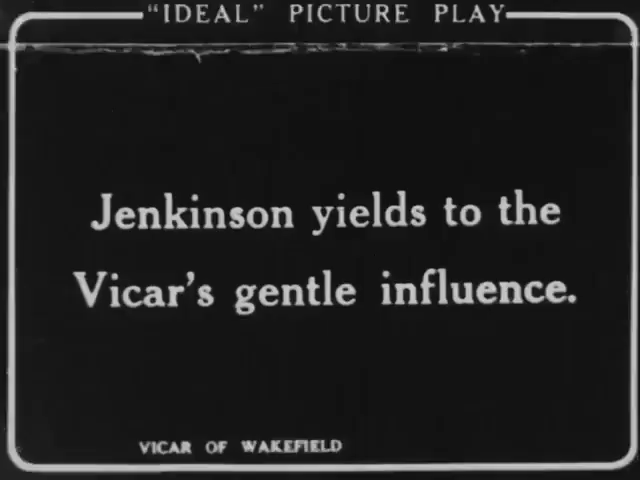 "IDEAL" PICTURE PLAY
Jenkinson yields to the
Vicar's gentle influence.
VICAR OF WAKEFIELD